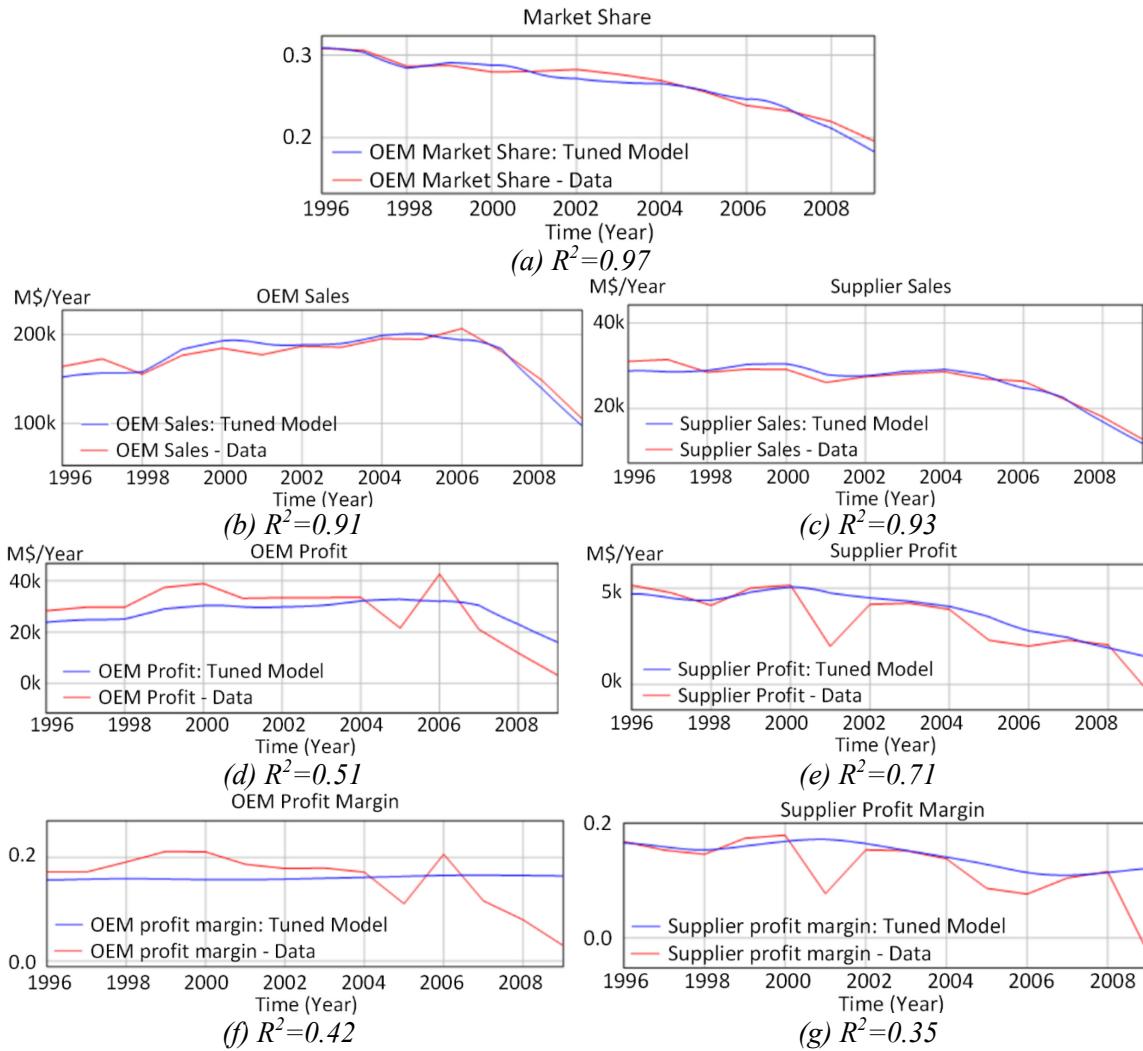 Market Share
0.3
0.2
OEM Market Share: Tuned Model
OEM Market Share - Data
1996 1998 2000 2002 2004 2006 2008
Time (Year)
(a) R²=0.97
M$/Year
OEM Sales
200k
100k
OEM Sales: Tuned Model
OEM Sales - Data
1996 1998 2000 2002 2004 2006 2008
Time (Year)
(b) R²=0.91
M$/Year
Supplier Sales
40k
20k
Supplier Sales: Tuned Model
Supplier Sales - Data
1996 1998 2000 2002 2004 2006 2008
Time (Year)
(c) R²=0.93
M$/Year
OEM Profit
40k
20k
0k
OEM Profit: Tuned Model
OEM Profit - Data
1996 1998 2000 2002 2004 2006 2008
Time (Year)
(d) R²=0.51
M$/Year
Supplier Profit
5k
0k
Supplier Profit: Tuned Model
Supplier Profit - Data
1996 1998 2000 2002 2004 2006 2008
Time (Year)
(e) R²=0.71
OEM Profit Margin
0.2
0.0
OEM profit margin: Tuned Model
OEM profit margin - Data
1996 1998 2000 2002 2004 2006 2008
Time (Year)
(f) R²=0.42
Supplier Profit Margin
0.2
0.0
Supplier profit margin: Tuned Model
Supplier profit margin - Data
1996 1998 2000 2002 2004 2006 2008
Time (Year)
(g) R²=0.35